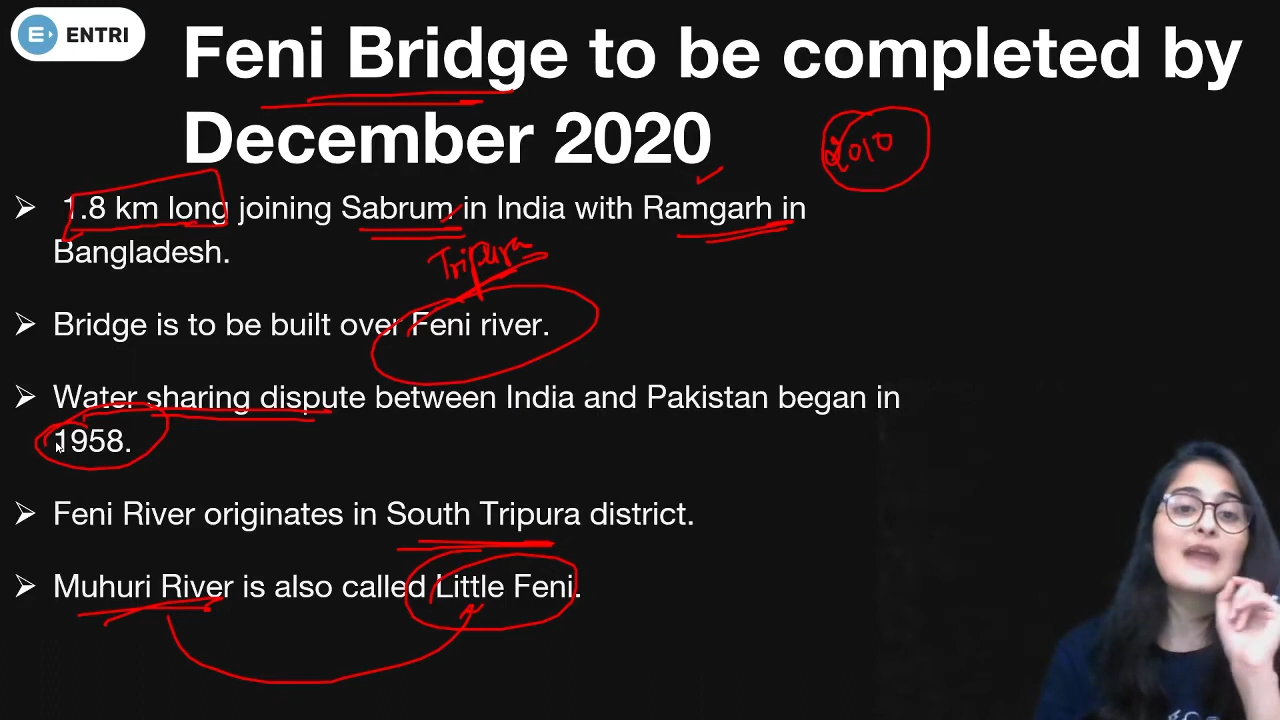 E ENTRI
Feni Bridge to be completed by
December 2020
2010
➢ 1.8 km long joining Sabrum in India with Ramgarh in
Bangladesh.
Tripura
➢ Bridge is to be built over Feni river.
➢ Water sharing dispute between India and Pakistan began in
1958.
➢ Feni River originates in South Tripura district.
➢ Muhuri River is also called Little Feni.